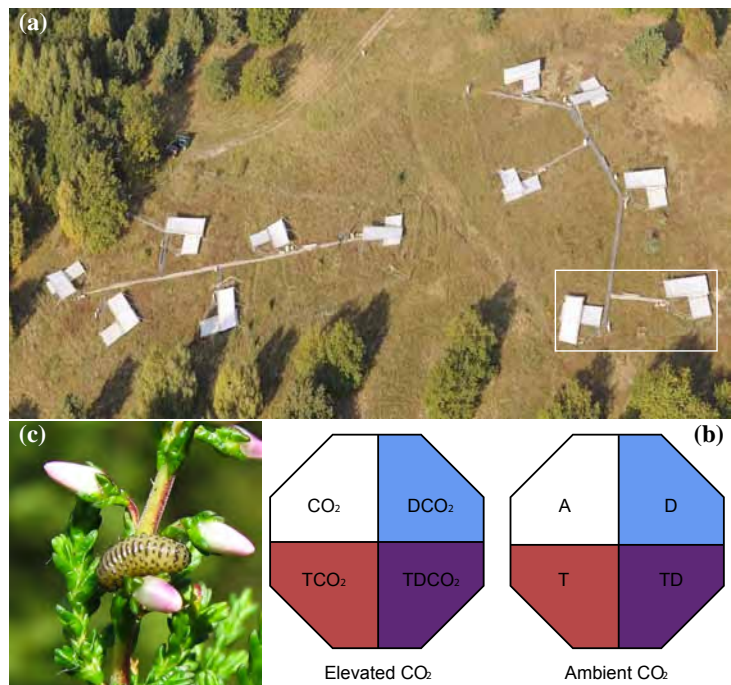 (a)
(c)
(b)
CO₂
DCO₂
A
D
TCO₂
TDCO₂
T
TD
Elevated CO₂
Ambient CO₂